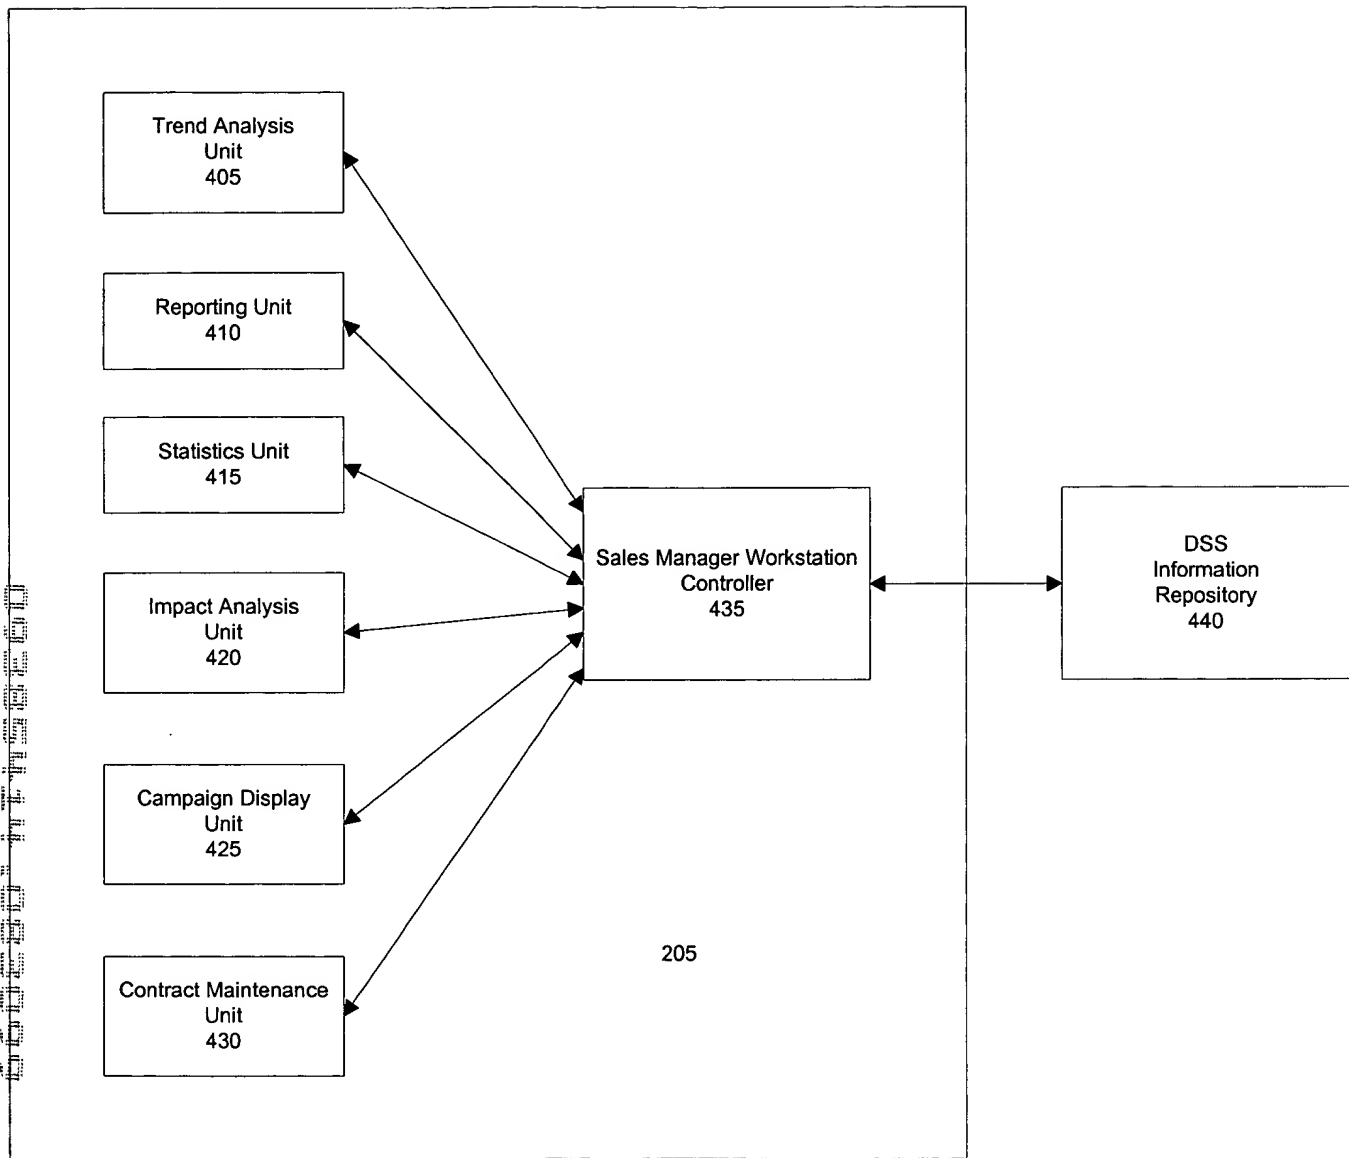 Trend Analysis
Unit
405
Reporting Unit
410
Statistics Unit
415
Impact Analysis
Unit
420
Campaign Display
Unit
425
Contract Maintenance
Unit
430
Sales Manager Workstation
Controller
435
DSS
Information
Repository
440
205